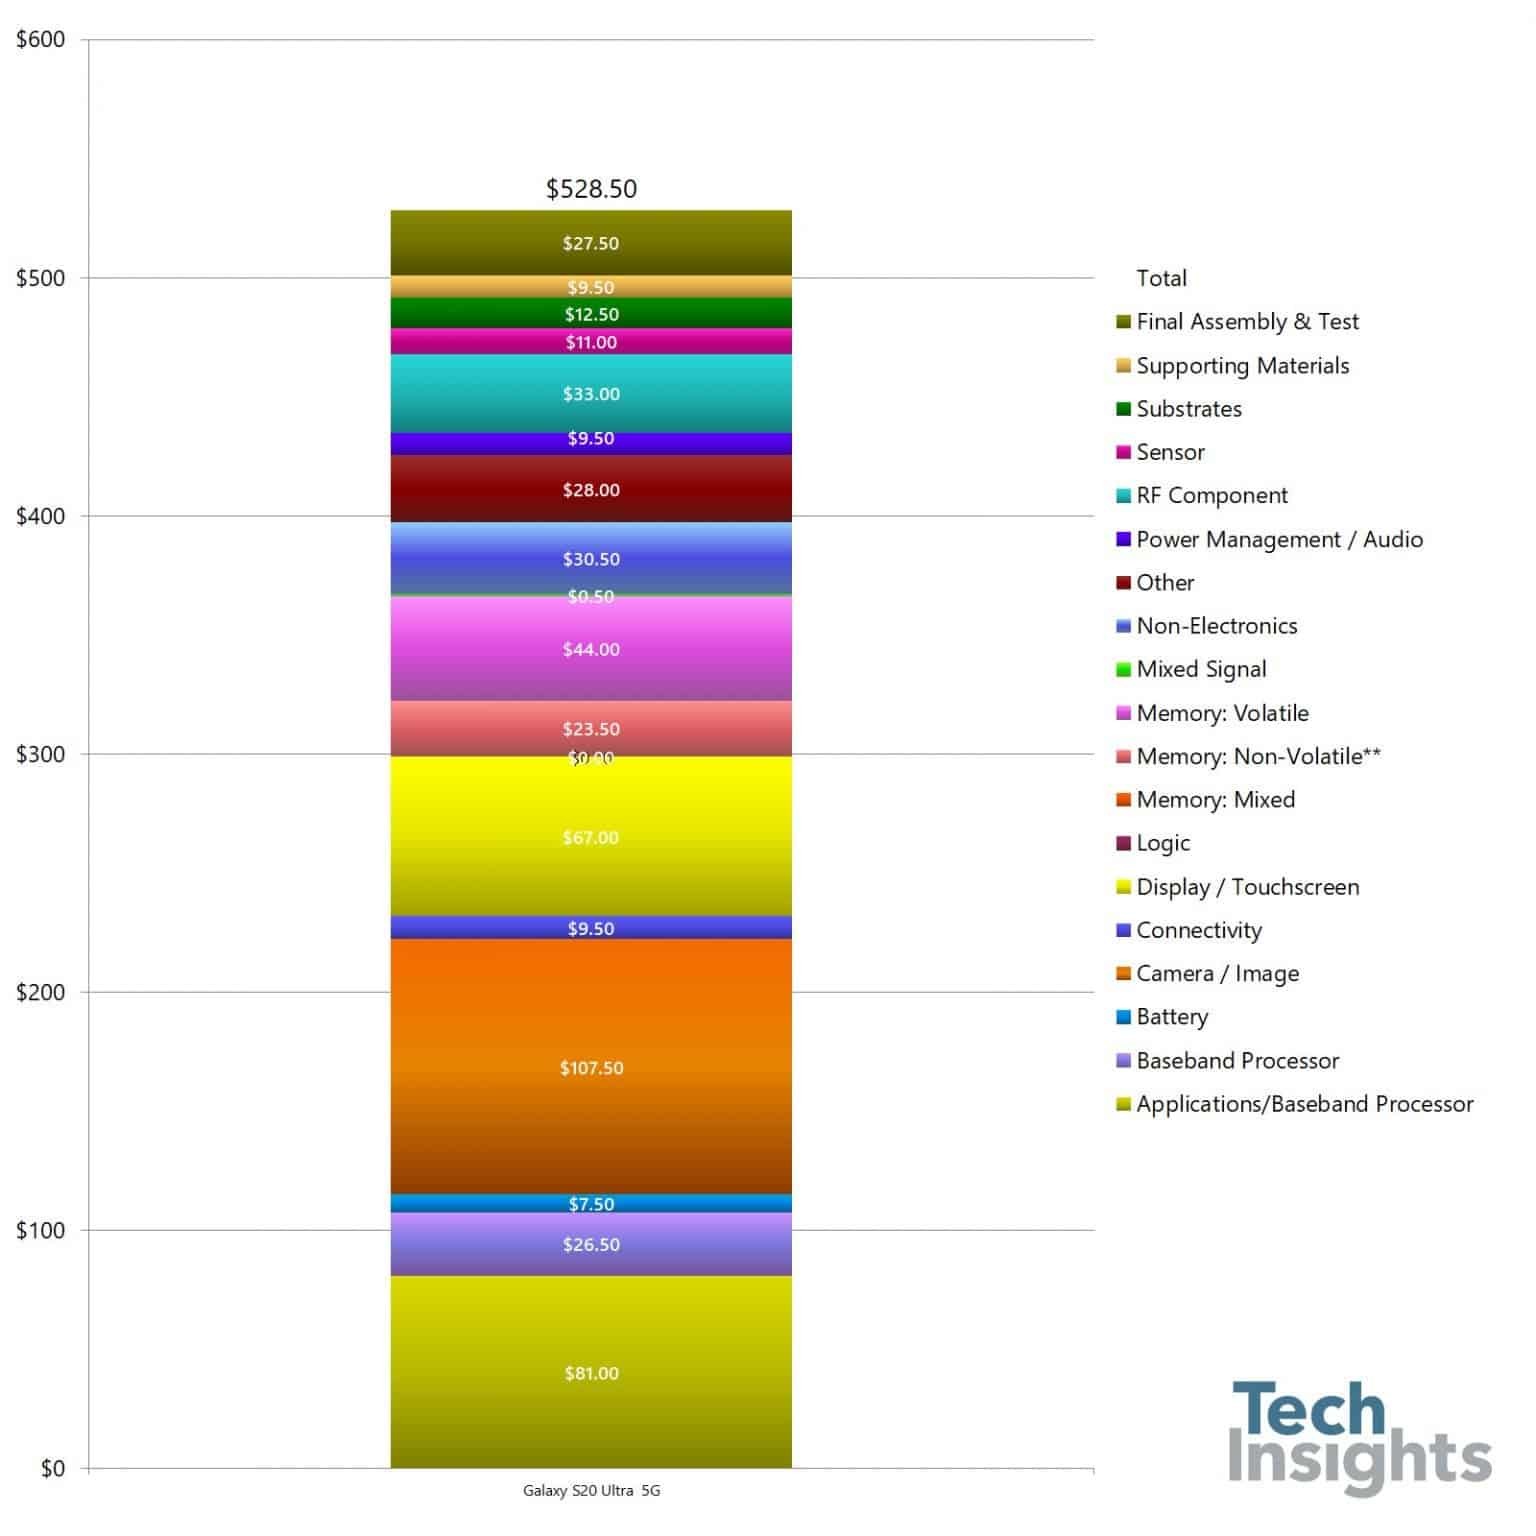 $600
$500
$400
$300
$200
$100
$0
$528.50
$27.50
$9.50
$12.50
$11.00
$33.00
$9.50
$28.00
$30.50
$0.50
$44.00
$23.50
$67.00
$9.50
$107.50
$7.50
$26.50
$81.00
Galaxy S20 Ultra 5G
Total
Final Assembly & Test
Supporting Materials
Substrates
Sensor
RF Component
Power Management / Audio
Other
Non-Electronics
Mixed Signal
Memory: Volatile
Memory: Non-Volatile**
Memory: Mixed
Logic
Display / Touchscreen
Connectivity
Camera / Image
Battery
Baseband Processor
Applications/Baseband Processor
Tech
Insights